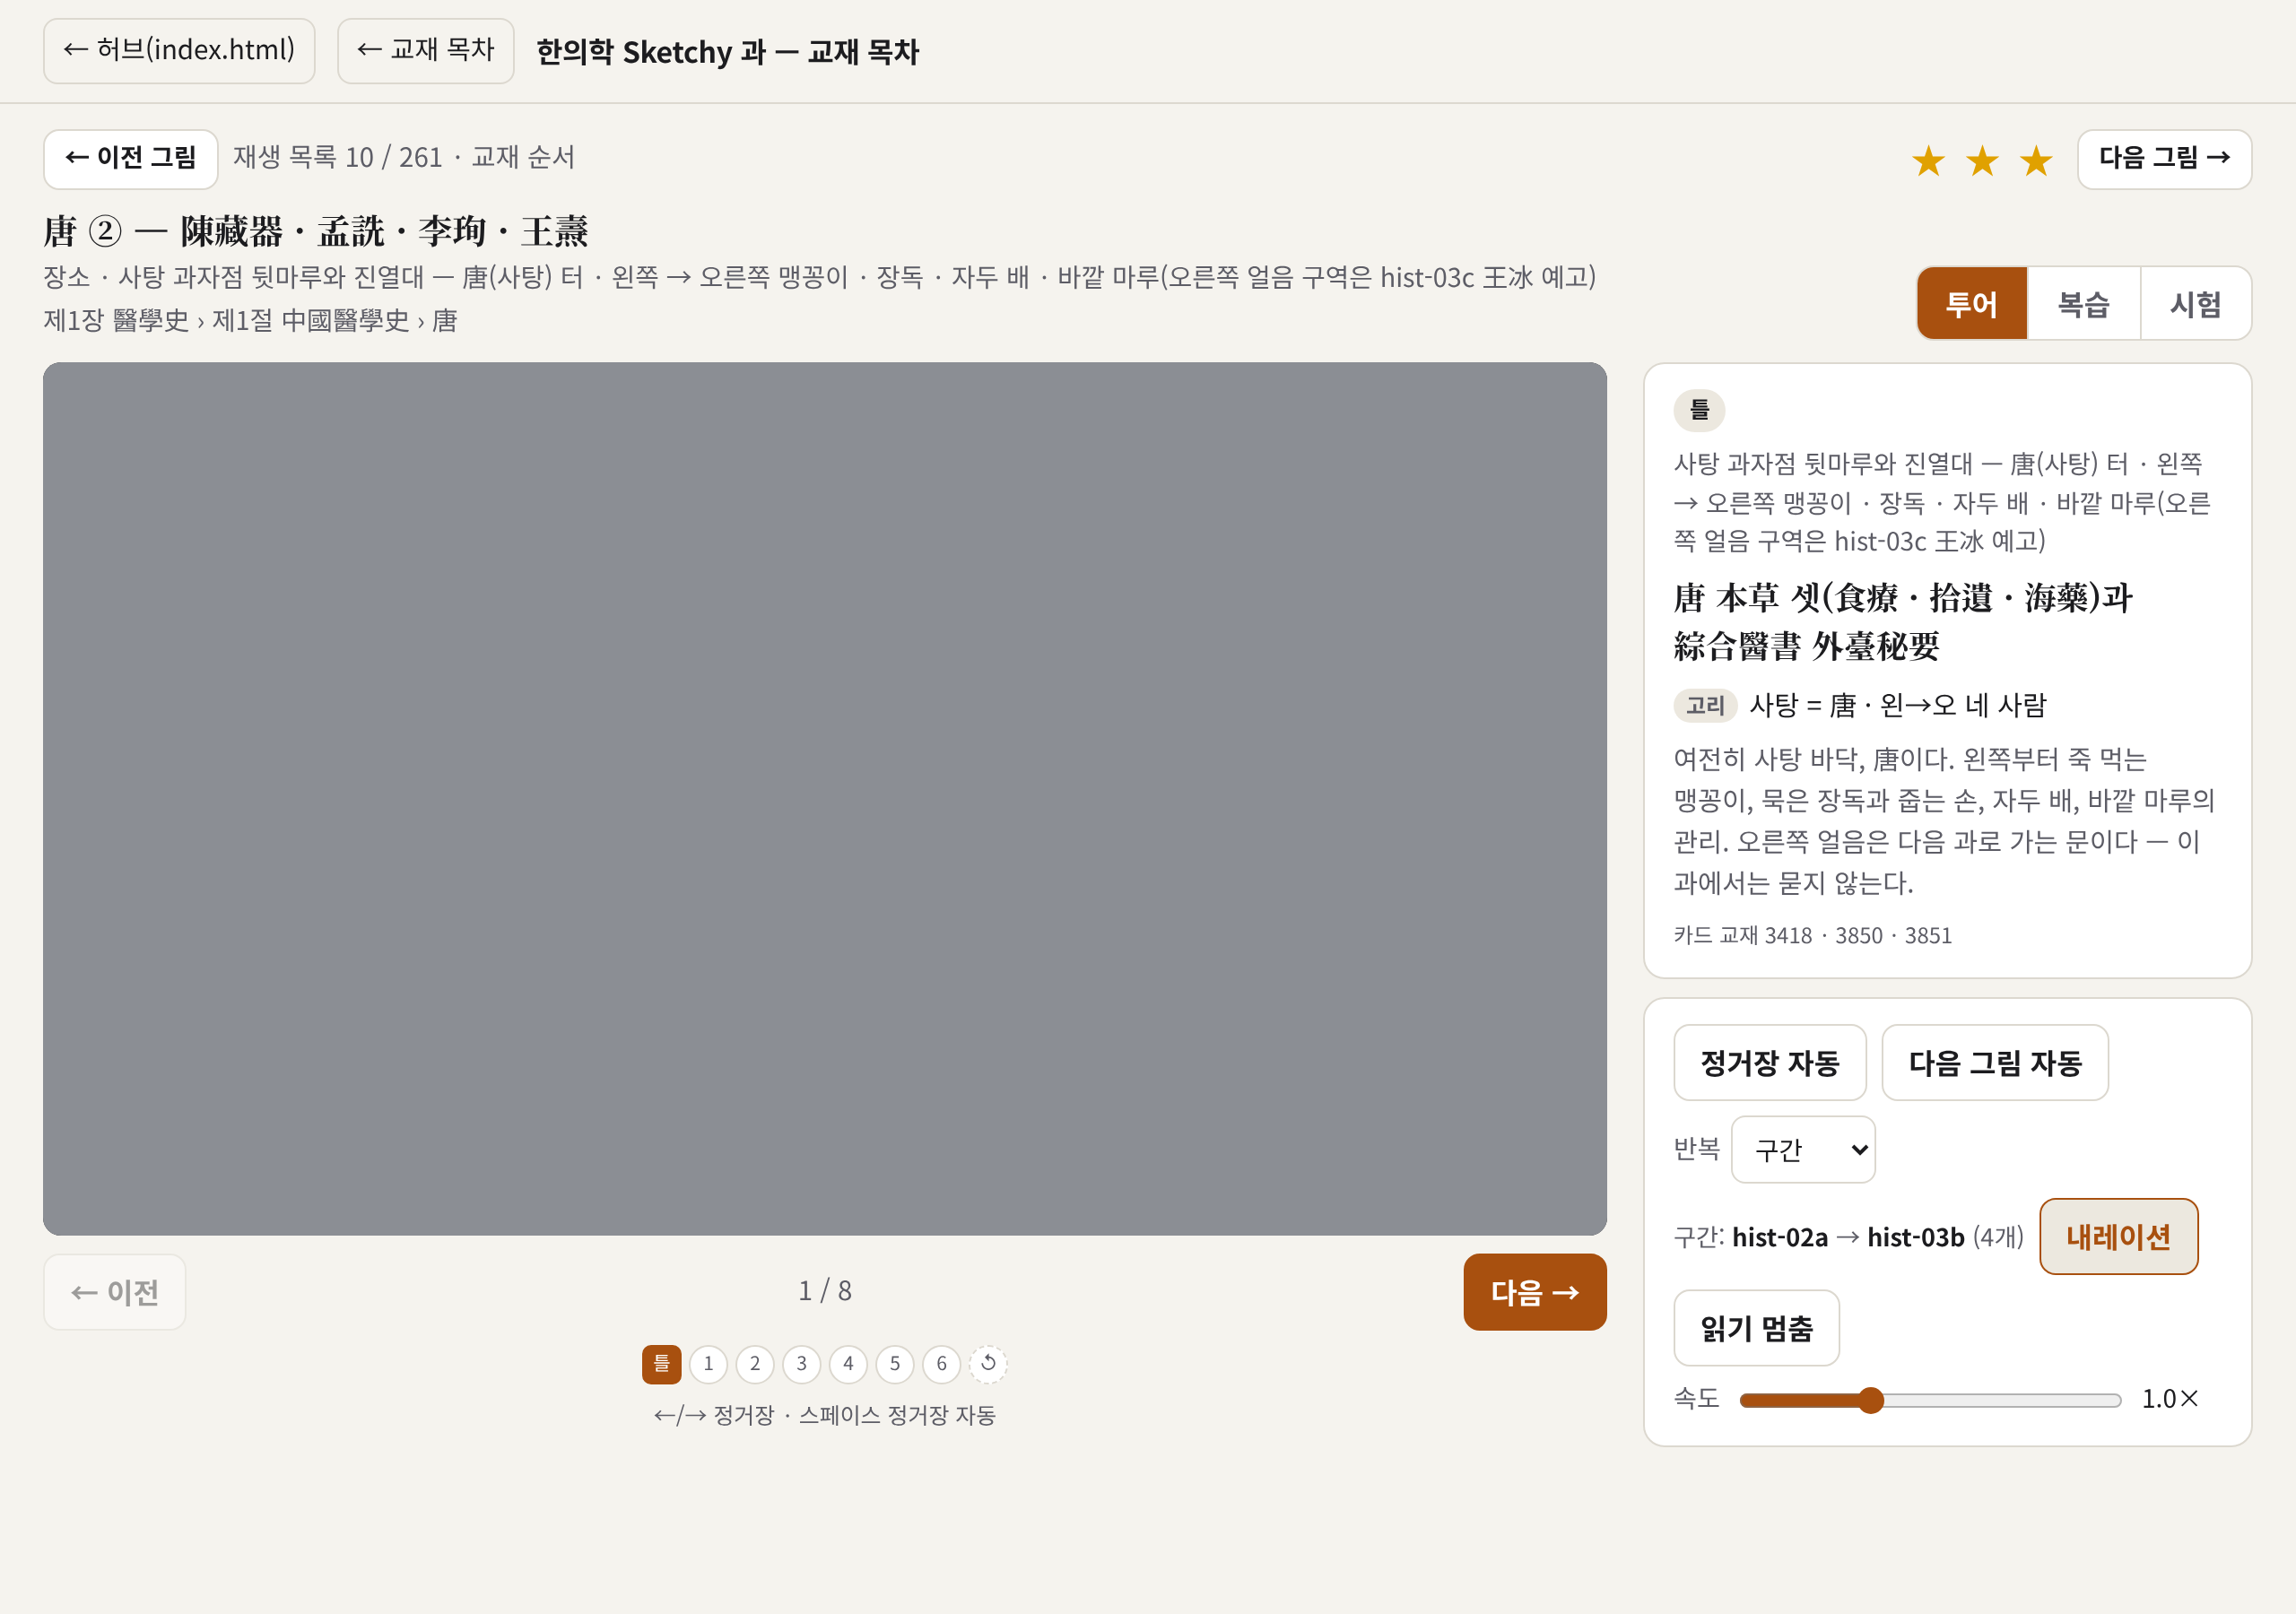 ← 허브(index.html)
← 교재 목차
한의학 Sketchy 과 — 교재 목차
← 이전 그림
재생 목록 10 / 261 · 교재 순서
★ ★ ★
다음 그림 →
唐 ② — 陳藏器 · 孟詵 · 李珣 · 王燾
장소 · 사탕 과자점 뒷마루와 진열대 — 唐(사탕) 터 · 왼쪽 → 오른쪽 맹꽁이 · 장독 · 자두 배 · 바깥 마루(오른쪽 얼음 구역은 hist-03c 王冰 예고)
제1장 醫學史 › 제1절 中國醫學史 › 唐
투어
복습
시험
틀
사탕 과자점 뒷마루와 진열대 — 唐(사탕) 터 · 왼쪽
→ 오른쪽 맹꽁이 · 장독 · 자두 배 · 바깥 마루(오른
쪽 얼음 구역은 hist-03c 王冰 예고)
唐 本草 셋(食療 · 拾遺 · 海藥)과
綜合醫書 外臺秘要
고리 사탕 = 唐 · 왼→오 네 사람
여전히 사탕 바닥, 唐이다. 왼쪽부터 죽 먹는
맹꽁이, 묵은 장독과 줍는 손, 자두 배, 바깥 마루의
관리. 오른쪽 얼음은 다음 과로 가는 문이다 — 이
과에서는 묻지 않는다.
카드 교재 3418 · 3850 · 3851
← 이전
1 / 8
다음 →
틀 1 2 3 4 5 6 ↺
←/→ 정거장 · 스페이스 정거장 자동
정거장 자동
다음 그림 자동
반복 구간
구간: hist-02a → hist-03b (4개)
내레이션
읽기 멈춤
속도 1.0×